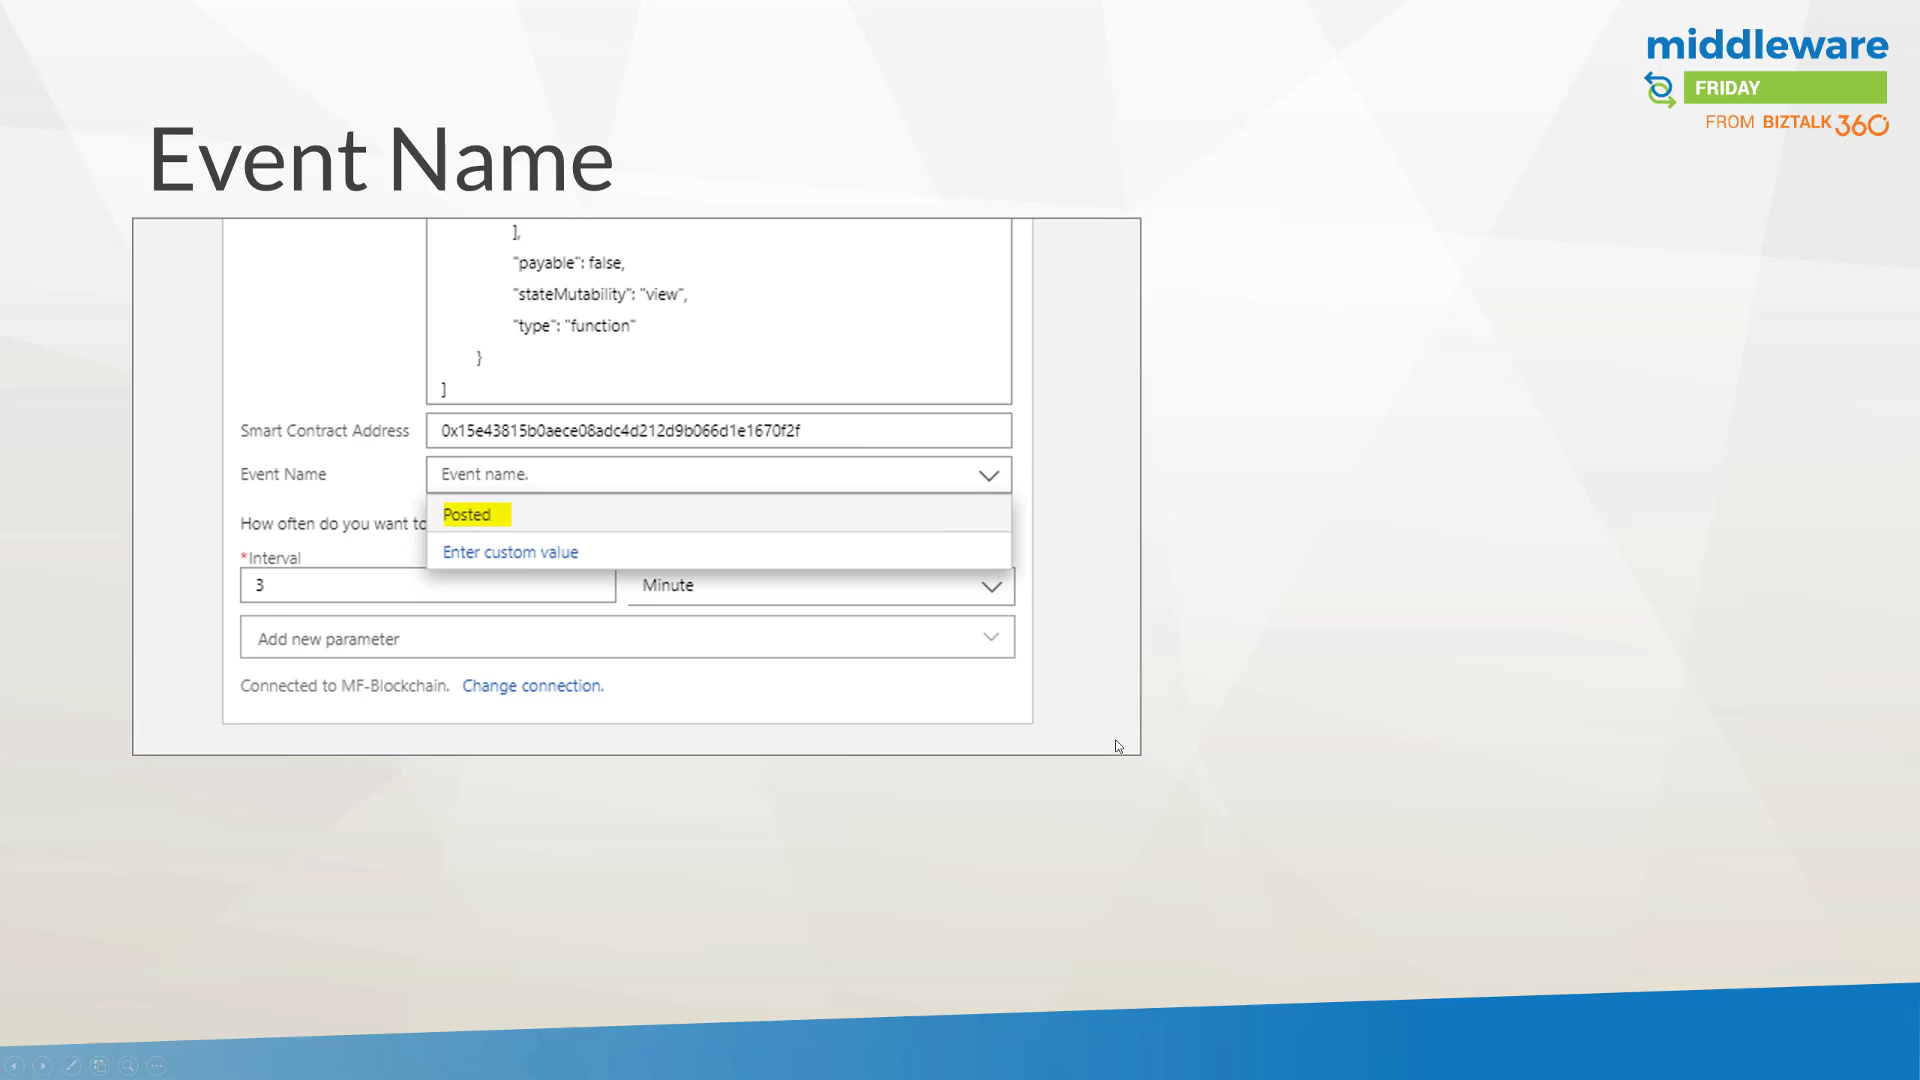 middleware
FRIDAY
FROM BIZTALK 360
Event Name
],
"payable": false,
"stateMutability": "view",
"type": "function"
}
]
Smart Contract Address
0x15e43815b0aece08adc4d212d9b066d1e1670f2f
Event Name
Event name.
Posted
How often do you want to
Enter custom value
*Interval
3
Minute
Add new parameter
Connected to MF-Blockchain. Change connection.